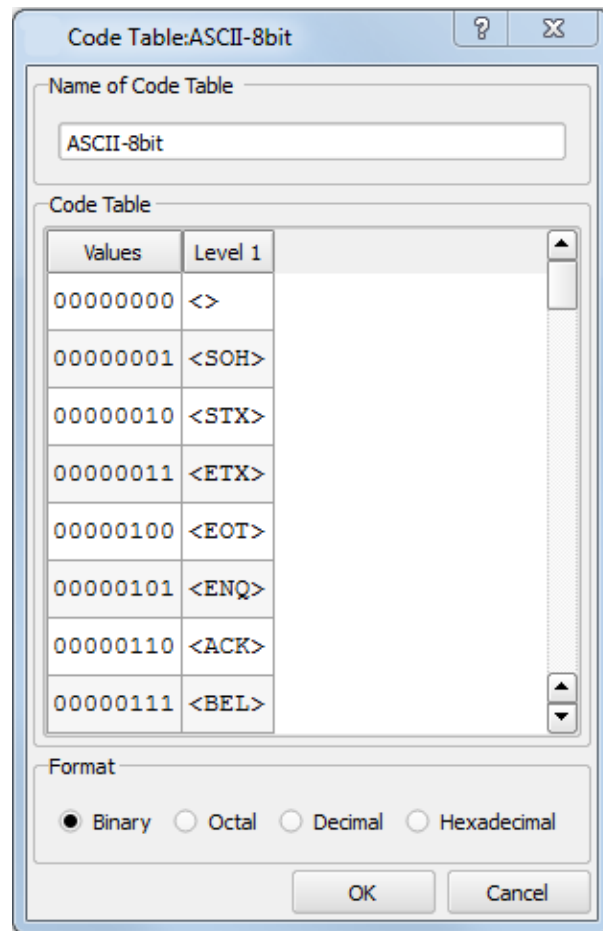 Code Table:ASCII-8bit
Name of Code Table
ASCII-8bit
Code Table
Values Level 1
00000000 <>
00000001 <SOH>
00000010 <STX>
00000011 <ETX>
00000100 <EOT>
00000101 <ENQ>
00000110 <ACK>
00000111 <BEL>
Format
Binary Octal Decimal Hexadecimal
OK Cancel